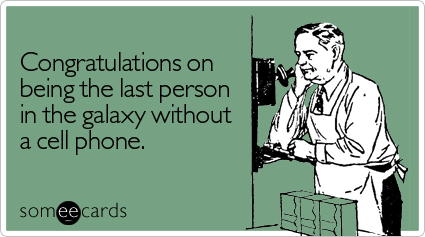 Congratulations on
being the last person
in the galaxy without
a cell phone.
someecards